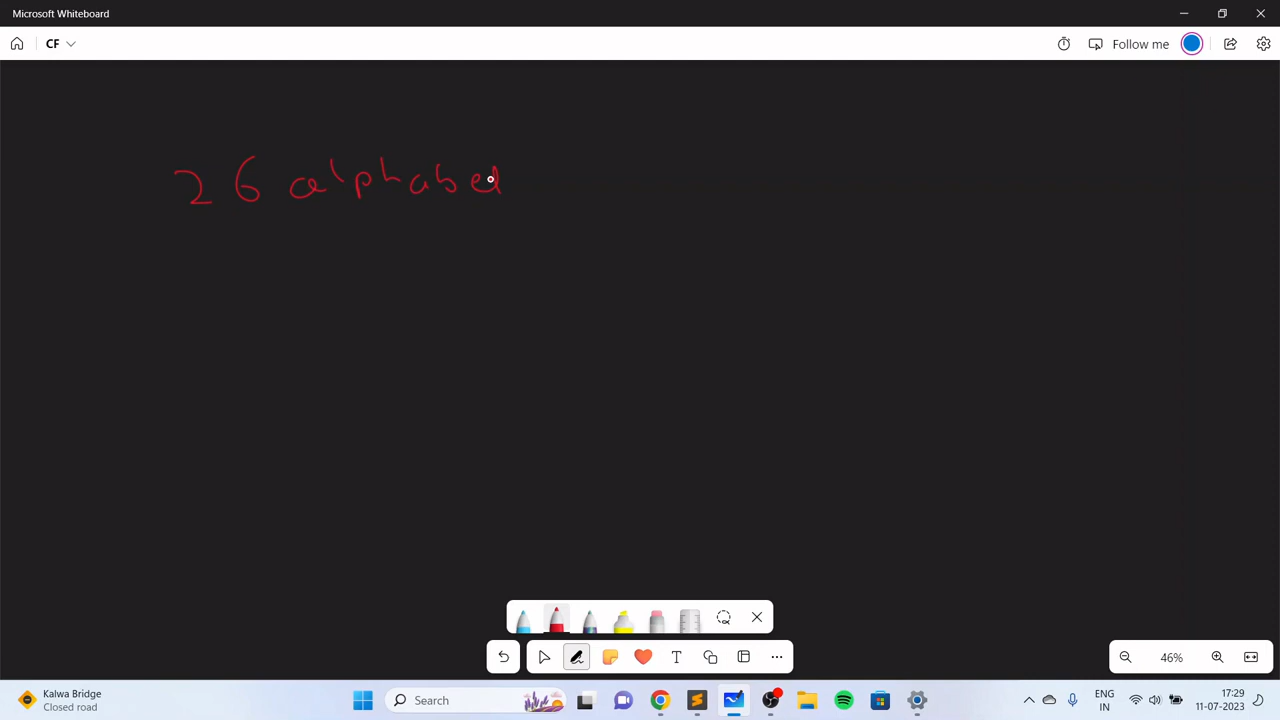 Microsoft Whiteboard
CF
Follow me
26 alphabet
46%
Kalwa Bridge
Closed road
Search
ENG
IN
17:29
11-07-2023